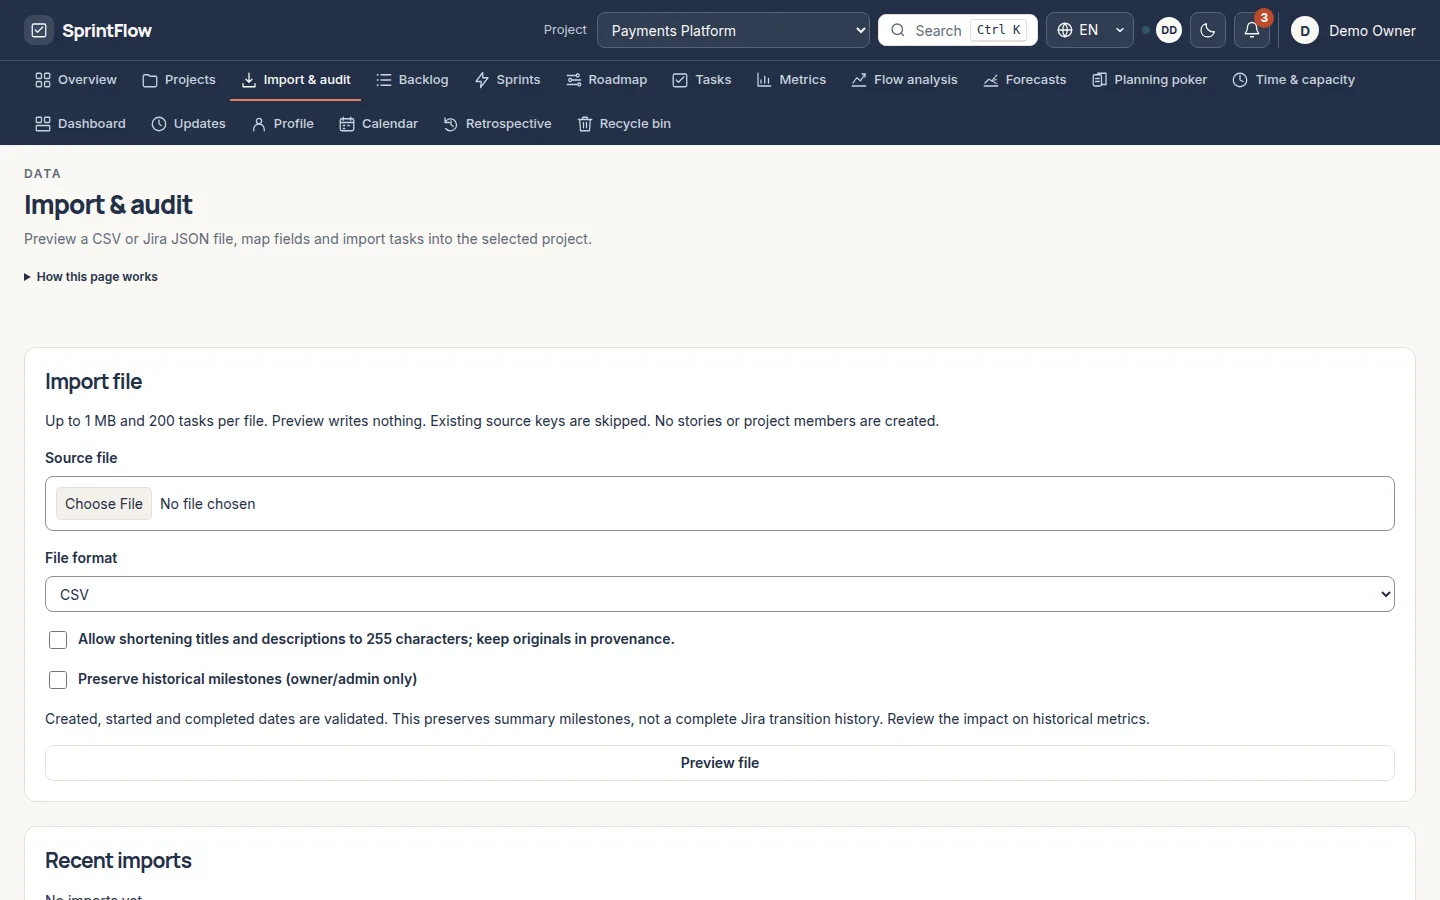 SprintFlow
Project
Payments Platform
Search Ctrl K
EN
DD
3
D
Demo Owner
Overview
Projects
Import & audit
Backlog
Sprints
Roadmap
Tasks
Metrics
Flow analysis
Forecasts
Planning poker
Time & capacity
Dashboard
Updates
Profile
Calendar
Retrospective
Recycle bin
DATA
Import & audit
Preview a CSV or Jira JSON file, map fields and import tasks into the selected project.
How this page works
Import file
Up to 1 MB and 200 tasks per file. Preview writes nothing. Existing source keys are skipped. No stories or project members are created.
Source file
Choose File No file chosen
File format
CSV
Allow shortening titles and descriptions to 255 characters; keep originals in provenance.
Preserve historical milestones (owner/admin only)
Created, started and completed dates are validated. This preserves summary milestones, not a complete Jira transition history. Review the impact on historical metrics.
Preview file
Recent imports
No imports yet